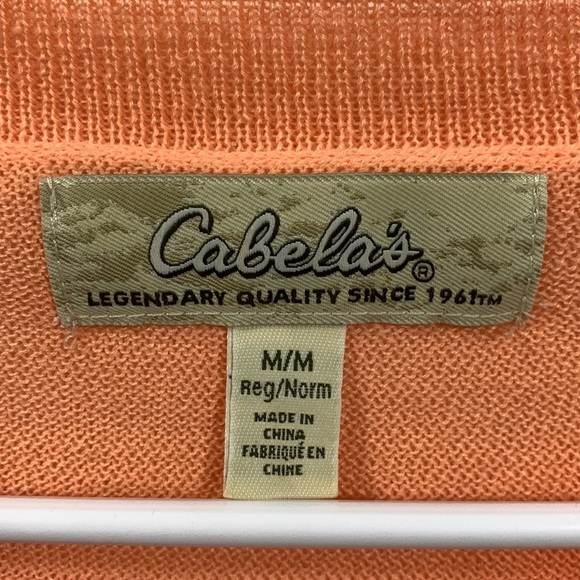 Cabela's®
LEGENDARY QUALITY SINCE 1961™
M/M
Reg/Norm
MADE IN
CHINA
FABRIQUÉ EN
CHINE